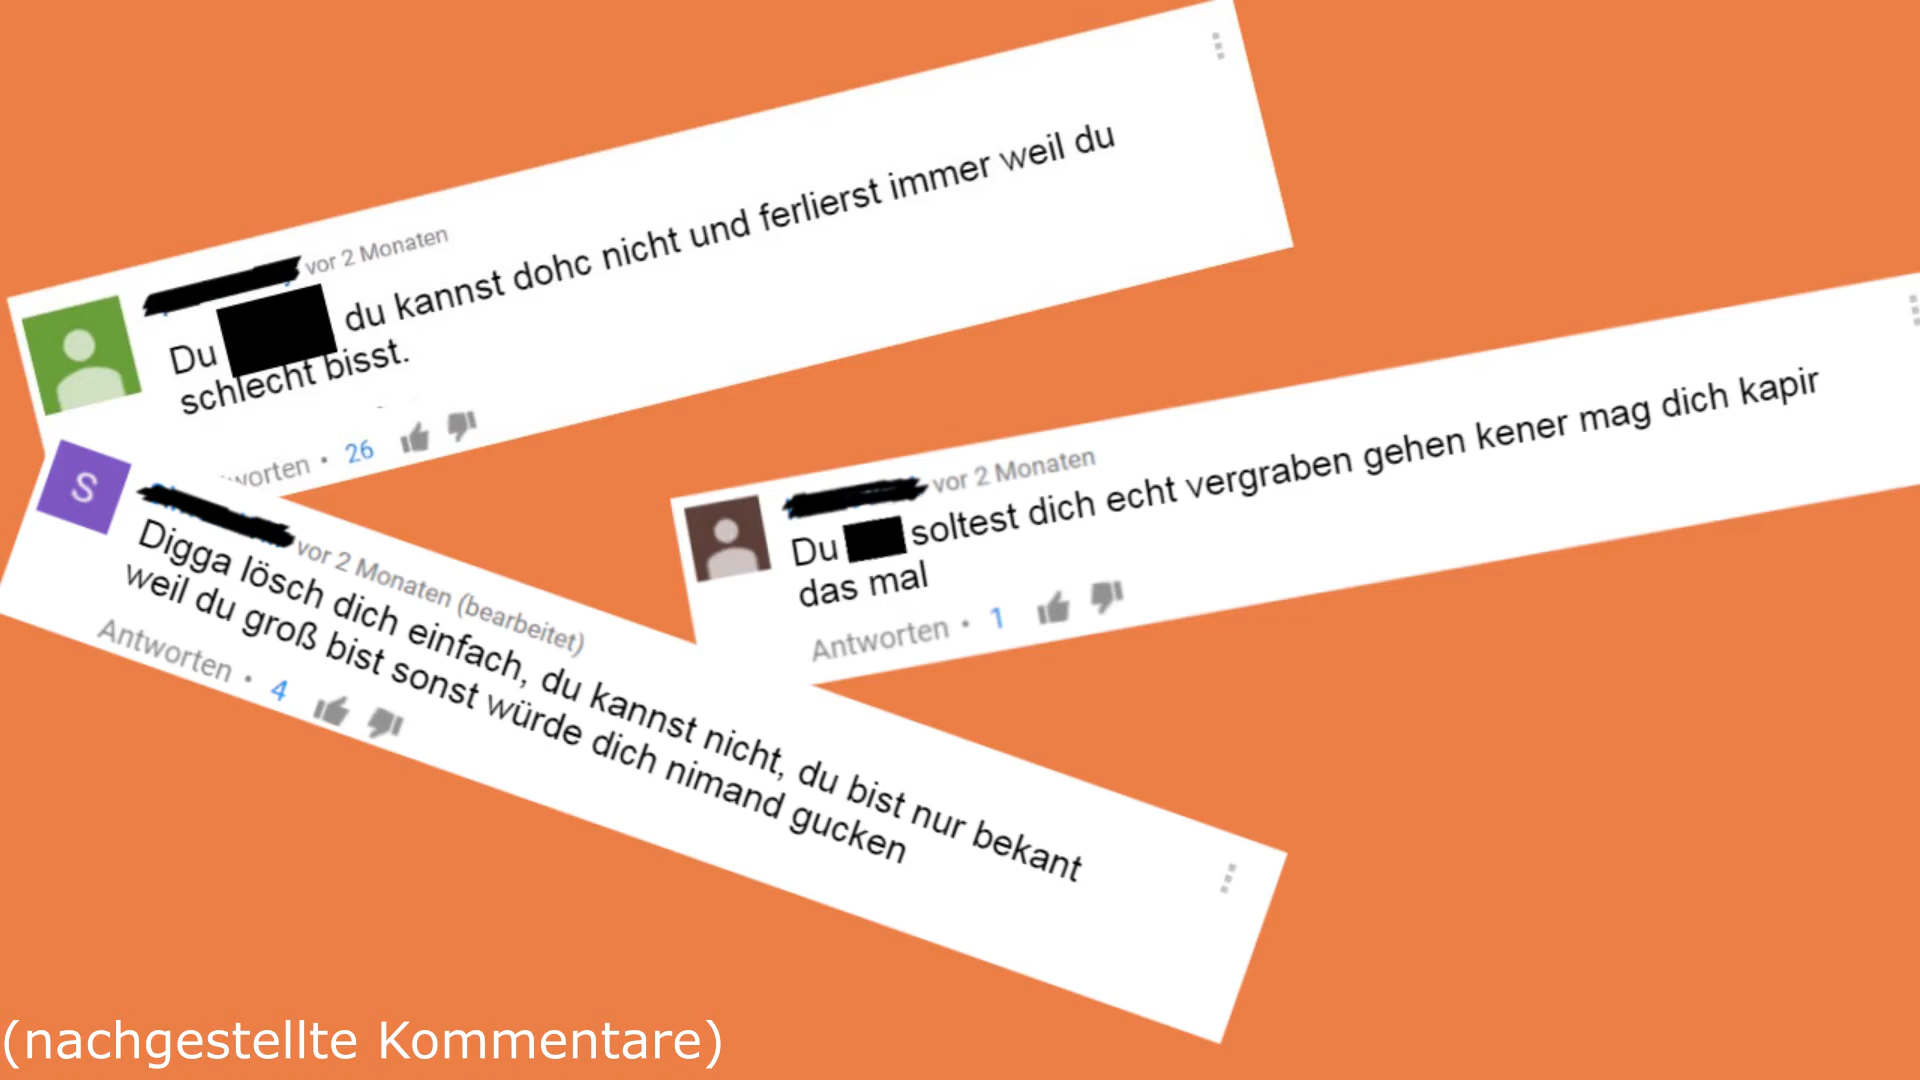 vor 2 Monaten
Du du kannst dohc nicht und ferlierst immer weil du
schlecht bisst.
worten • 26
S
vor 2 Monaten (bearbeitet)
Digga lösch dich einfach, du kannst nicht, du bist nur bekant
weil du groß bist sonst würde dich nimand gucken
Antworten • 4
vor 2 Monaten
Du soltest dich echt vergraben gehen kener mag dich kapir
das mal
Antworten • 1
(nachgestellte Kommentare)